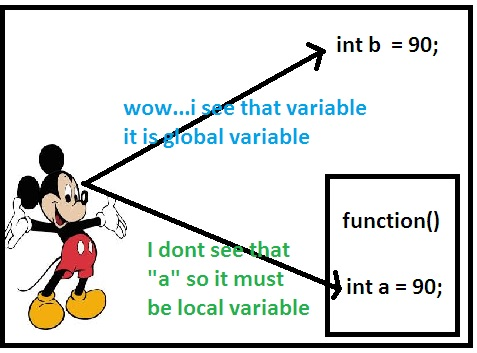 int b  = 90;
wow...i see that variable
it is global variable
function()
I dont see that
"a" so it must
be local variable
int a = 90;